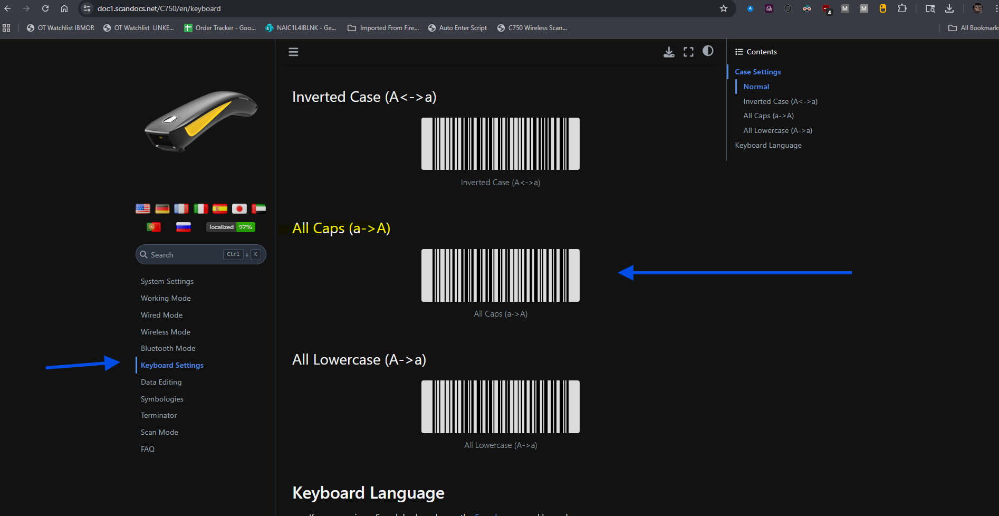 doc1.scandocs.net/C750/en/keyboard
4
M
M
OT Watchlist IBMOR
OT Watchlist LINKE...
Order Tracker - Goo...
NAIC1L4IBLNK - Ge...
Imported From Fire...
Auto Enter Script
C750 Wireless Scan...
All Bookmarks
localized 97%
Search
Ctrl + K
System Settings
Working Mode
Wired Mode
Wireless Mode
Bluetooth Mode
Keyboard Settings
Data Editing
Symbologies
Terminator
Scan Mode
FAQ
Inverted Case (A<->a)
Inverted Case (A<->a)
All Caps (a->A)
All Caps (a->A)
All Lowercase (A->a)
All Lowercase (A->a)
Keyboard Language
Contents
Case Settings
Normal
Inverted Case (A<->a)
All Caps (a->A)
All Lowercase (A->a)
Keyboard Language